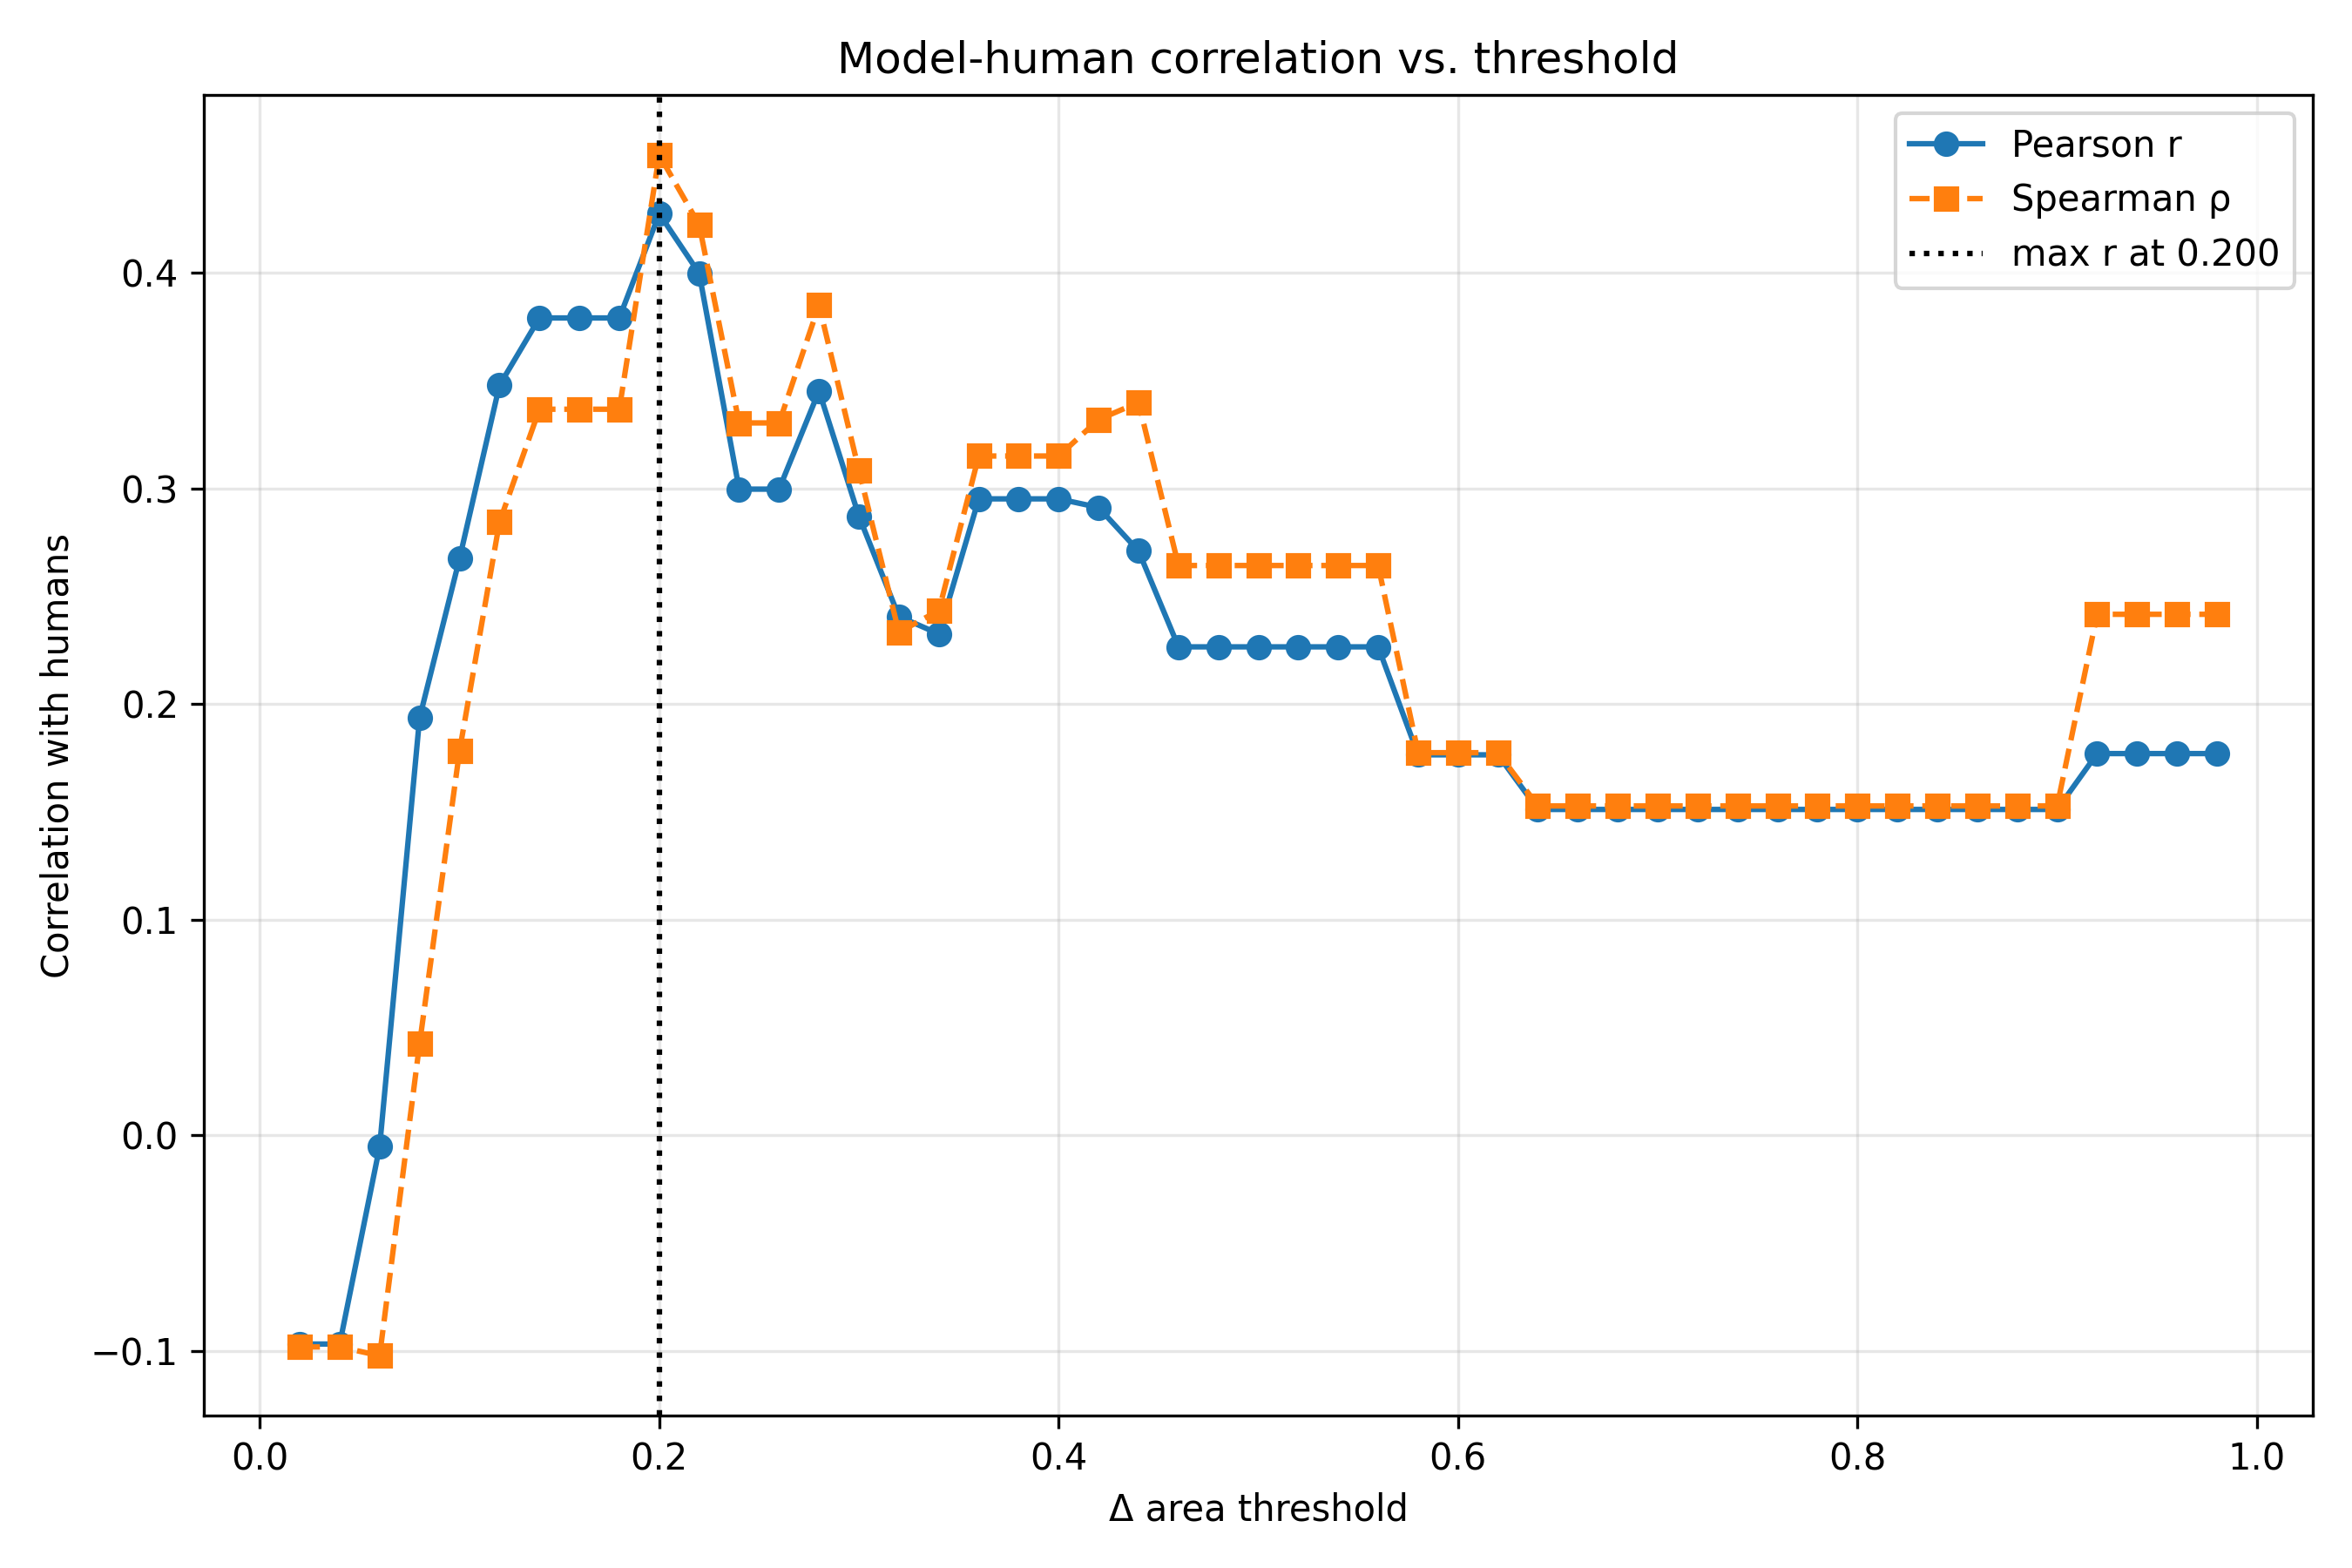 Model-human correlation vs. threshold
Pearson r
Spearman ρ
max r at 0.200
Correlation with humans
0.4
0.3
0.2
0.1
0.0
−0.1
0.0 0.2 0.4 0.6 0.8 1.0
Δ area threshold